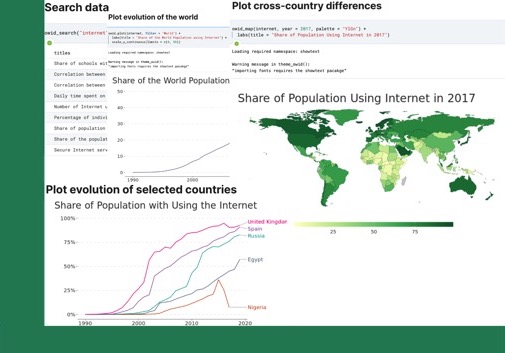 Search data
owid_search("internet
titles
Share of schools wi
Correlation between
Correlation between
Daily time spent on
Number of Internet u
Percentage of indivi
Share of population
Share of the populat
Secure Internet serv
Plot evolution of the world
owid_plot(internet, filter = "World") +
labs(title = "Share of the World Population using the Internet") +
scale_y_continuous(limits =
Loading required namespace: showtext
Warning message in theme_owid():
"importing fonts requires the showtext pacakge"
Share of the World Population
50
40
30
20
10
0
1990
2000
Plot cross-country differences
owid_map(internet, year = 2017, palette = "YlGn") +
labs(title = "Share of Population Using Internet in 2017")
Loading required namespace: showtext
Warning message in theme_owid():
"importing fonts requires the showtext pacakge"
Share of Population Using Internet in 2017
25
50
75
Plot evolution of selected countries
Share of Population with Using the Internet
100%
75%
50%
25%
0%
1990
2000
2010
2020
United Kingdor
Spain
Russia
Egypt
Nigeria